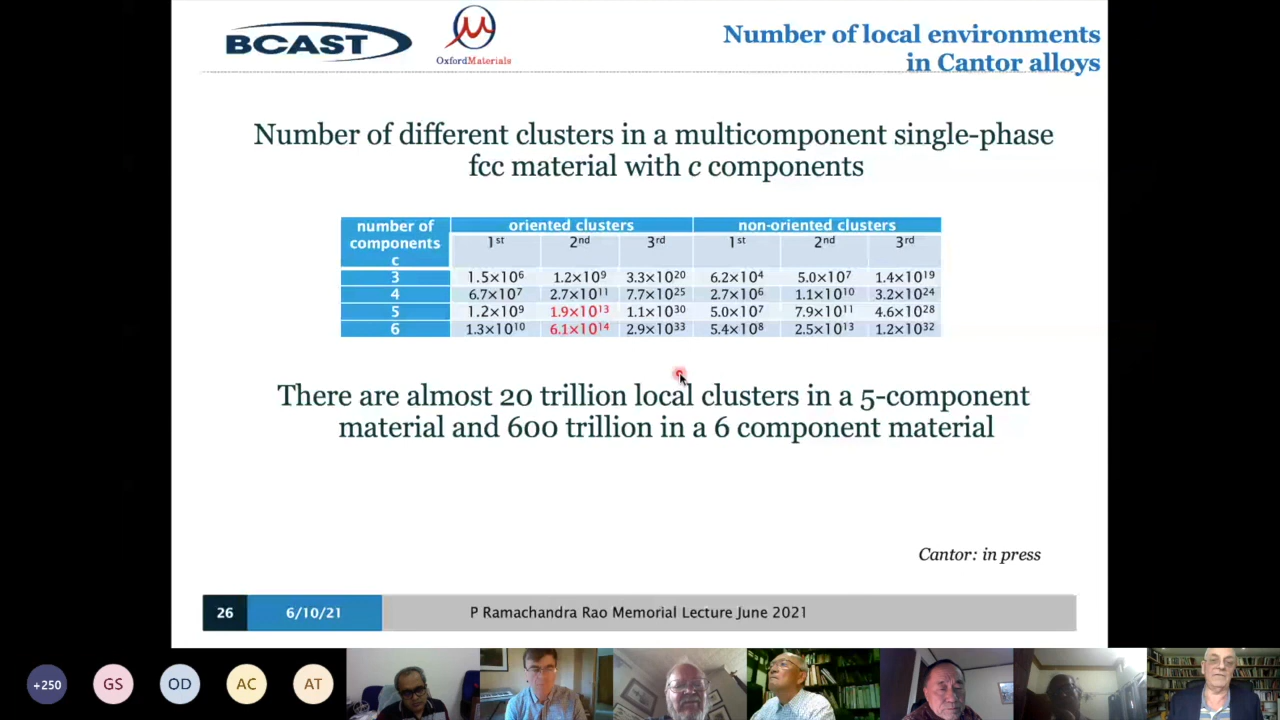 BCAST
OxfordMaterials
Number of local environments
in Cantor alloys
Number of different clusters in a multicomponent single-phase
fcc material with c components
number of components c | oriented clusters | non-oriented clusters
1st 2nd 3rd 1st 2nd 3rd
3 1.5×10⁶ 1.2×10⁹ 3.3×10²⁰ 6.2×10⁴ 5.0×10⁷ 1.4×10¹⁹
4 6.7×10⁷ 2.7×10¹¹ 7.7×10²⁵ 2.7×10⁶ 1.1×10¹⁰ 3.2×10²⁴
5 1.2×10⁹ 1.9×10¹³ 1.1×10³⁰ 5.0×10⁷ 7.9×10¹¹ 4.6×10²⁸
6 1.3×10¹⁰ 6.1×10¹⁴ 2.9×10³³ 5.4×10⁸ 2.5×10¹³ 1.2×10³²
There are almost 20 trillion local clusters in a 5-component
material and 600 trillion in a 6 component material
Cantor: in press
26 6/10/21 P Ramachandra Rao Memorial Lecture June 2021
+250 GS OD AC AT